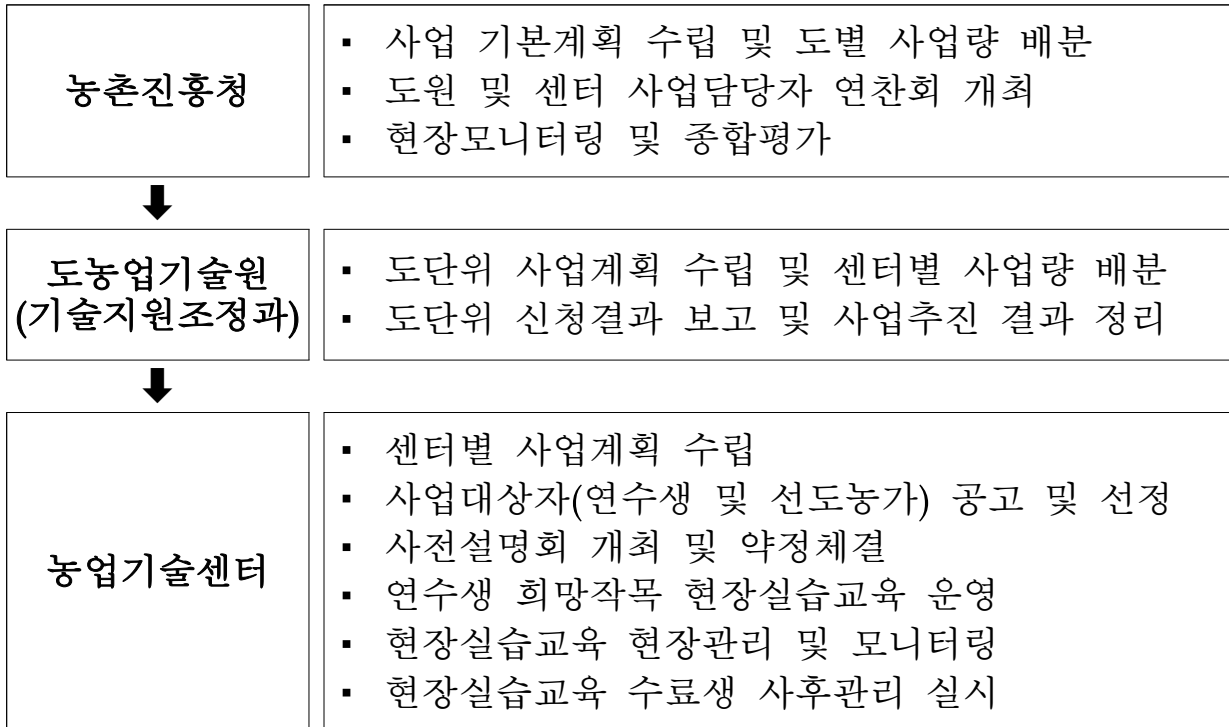 농촌진흥청
▪ 사업 기본계획 수립 및 도별 사업량 배분
▪ 도원 및 센터 사업담당자 연찬회 개최
▪ 현장모니터링 및 종합평가
도농업기술원
(기술지원조정과)
▪ 도단위 사업계획 수립 및 센터별 사업량 배분
▪ 도단위 신청결과 보고 및 사업추진 결과 정리
농업기술센터
▪ 센터별 사업계획 수립
▪ 사업대상자(연수생 및 선도농가) 공고 및 선정
▪ 사전설명회 개최 및 약정체결
▪ 연수생 희망작목 현장실습교육 운영
▪ 현장실습교육 현장관리 및 모니터링
▪ 현장실습교육 수료생 사후관리 실시